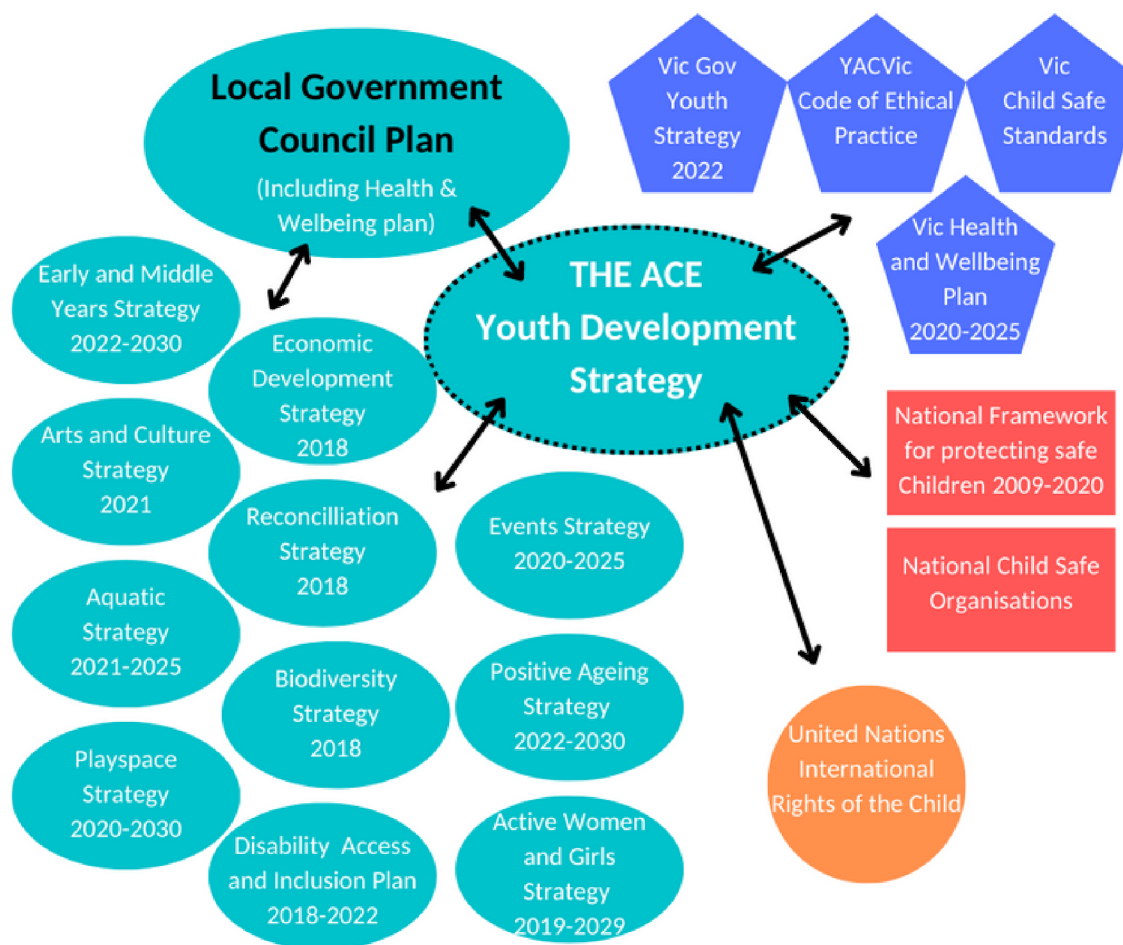 Local Government
Council Plan
(Including Health &
Welbeing plan)
Vic Gov
Youth
Strategy
2022
YACVic
Code of Ethical
Practice
Vic
Child Safe
Standards
Vic Health
and Wellbeing
Plan
2020-2025
THE ACE
Youth Development
Strategy
Early and Middle
Years Strategy
2022-2030
Economic
Development
Strategy
2018
Arts and Culture
Strategy
2021
Reconcilliation
Strategy
2018
Events Strategy
2020-2025
National Framework
for protecting safe
Children 2009-2020
National Child Safe
Organisations
Aquatic
Strategy
2021-2025
Biodiversity
Strategy
2018
Positive Ageing
Strategy
2022-2030
United Nations
International
Rights of the Child
Playspace
Strategy
2020-2030
Disability Access
and Inclusion Plan
2018-2022
Active Women
and Girls
Strategy
2019-2029